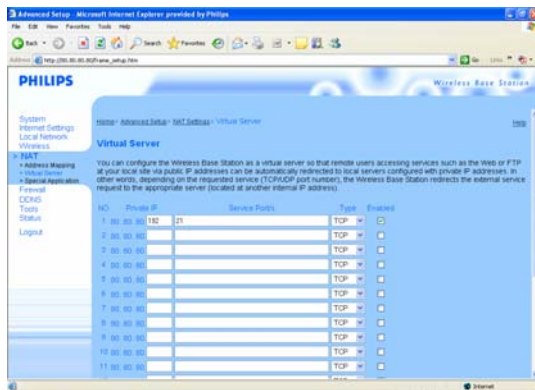 Advanced Setup - Microsoft Internet Explorer provided by Philips
File Edit View Favorites Tools Help
Back Search Favorites
Address Go Links
PHILIPS
Wireless Base Station
System
Internet Settings
Local Network
Wireless
> NAT
• Address Mapping
• Virtual Server
• Special Application
Firewall
DDNS
Tools
Status
Logout
Home> Advanced Setup> NAT Settings> Virtual Server
Help
Virtual Server
You can configure the Wireless Base Station as a virtual server so that remote users accessing services such as the Web or FTP
at your local site via public IP addresses can be automatically redirected to local servers configured with private IP addresses. In
other words, depending on the requested service (TCP/UDP port number), the Wireless Base Station redirects the external service
request to the appropriate server (located at another internal IP address).
NO. Private IP Service Port/s Type Enabled
1 192 21 TCP
2 TCP
3 TCP
4 TCP
5 TCP
6 TCP
7 TCP
8 TCP
9 TCP
10 TCP
11 TCP
Internet